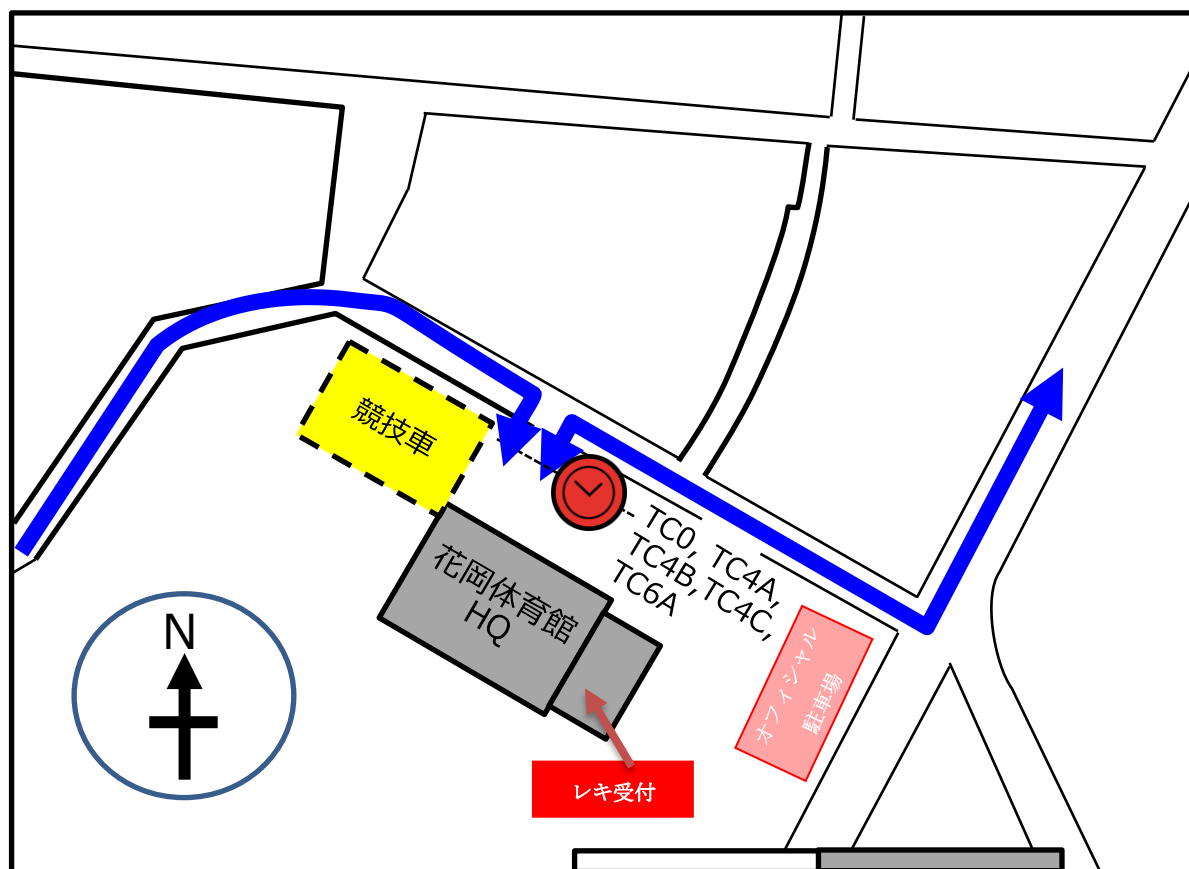 競技車
TC0, TC4A,
TC4B,TC4C,
TC6A
花岡体育館
HQ
オフィシャル
駐車場
N
レキ受付